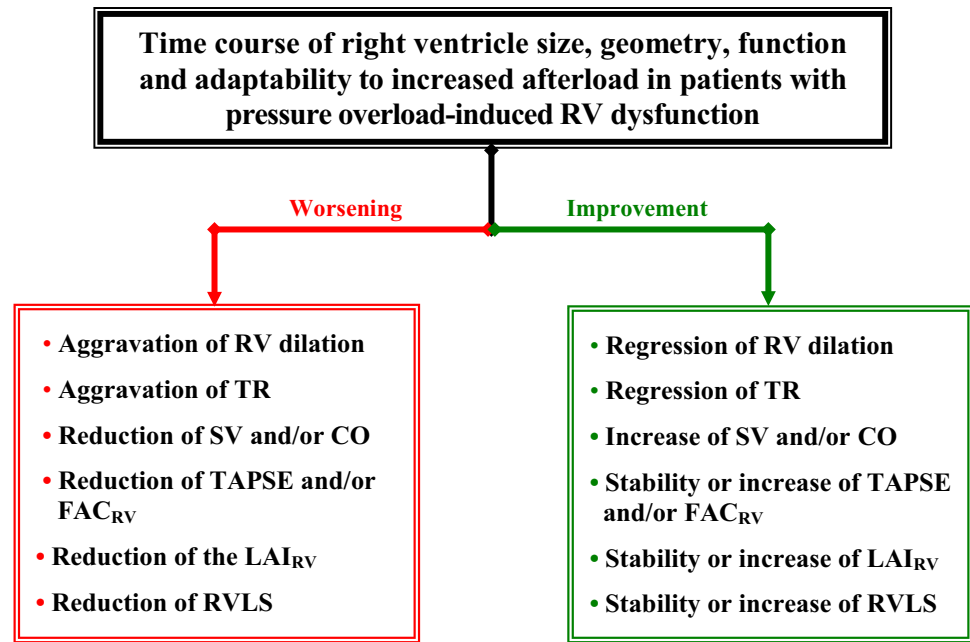 Time course of right ventricle size, geometry, function
and adaptability to increased afterload in patients with
pressure overload-induced RV dysfunction
Worsening
Improvement
• Aggravation of RV dilation
• Aggravation of TR
• Reduction of SV and/or CO
• Reduction of TAPSE and/or
FACRV
• Reduction of the LAIRV
• Reduction of RVLS
• Regression of RV dilation
• Regression of TR
• Increase of SV and/or CO
• Stability or increase of TAPSE
and/or FACRV
• Stability or increase of LAIRV
• Stability or increase of RVLS